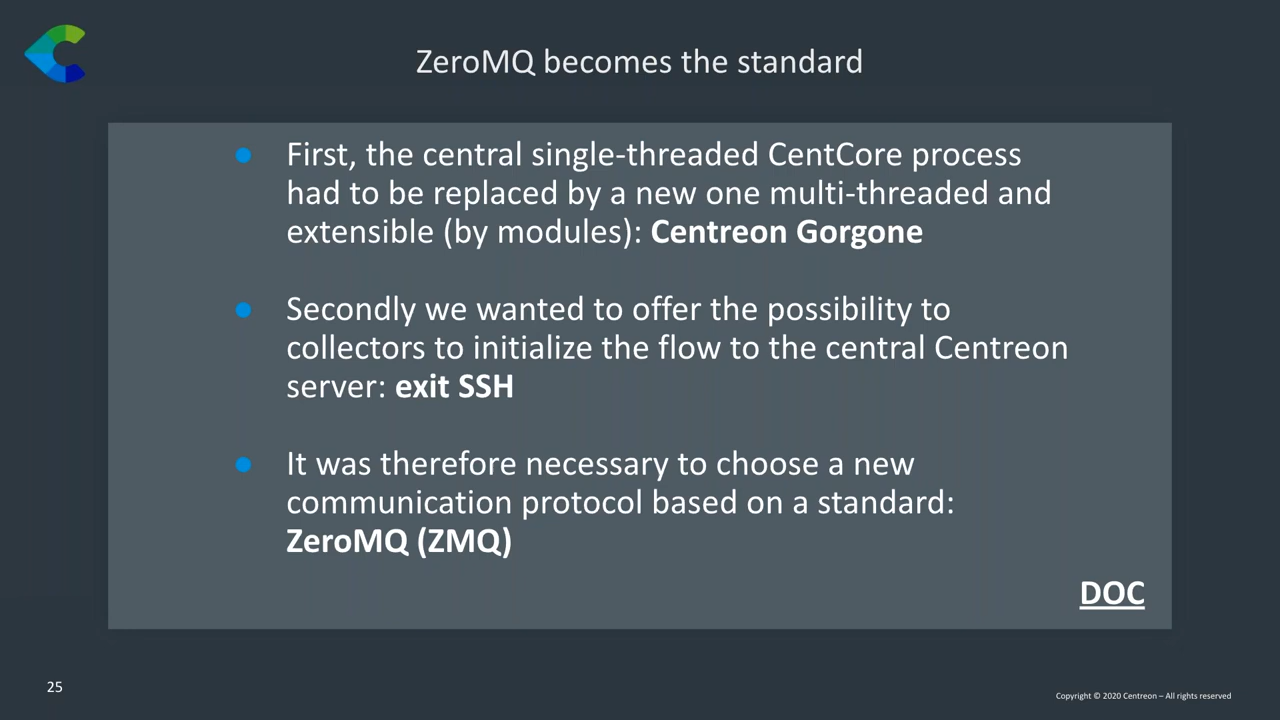 ZeroMQ becomes the standard
● First, the central single-threaded CentCore process
had to be replaced by a new one multi-threaded and
extensible (by modules): Centreon Gorgone
● Secondly we wanted to offer the possibility to
collectors to initialize the flow to the central Centreon
server: exit SSH
● It was therefore necessary to choose a new
communication protocol based on a standard:
ZeroMQ (ZMQ)
DOC
25
Copyright © 2020 Centreon – All rights reserved